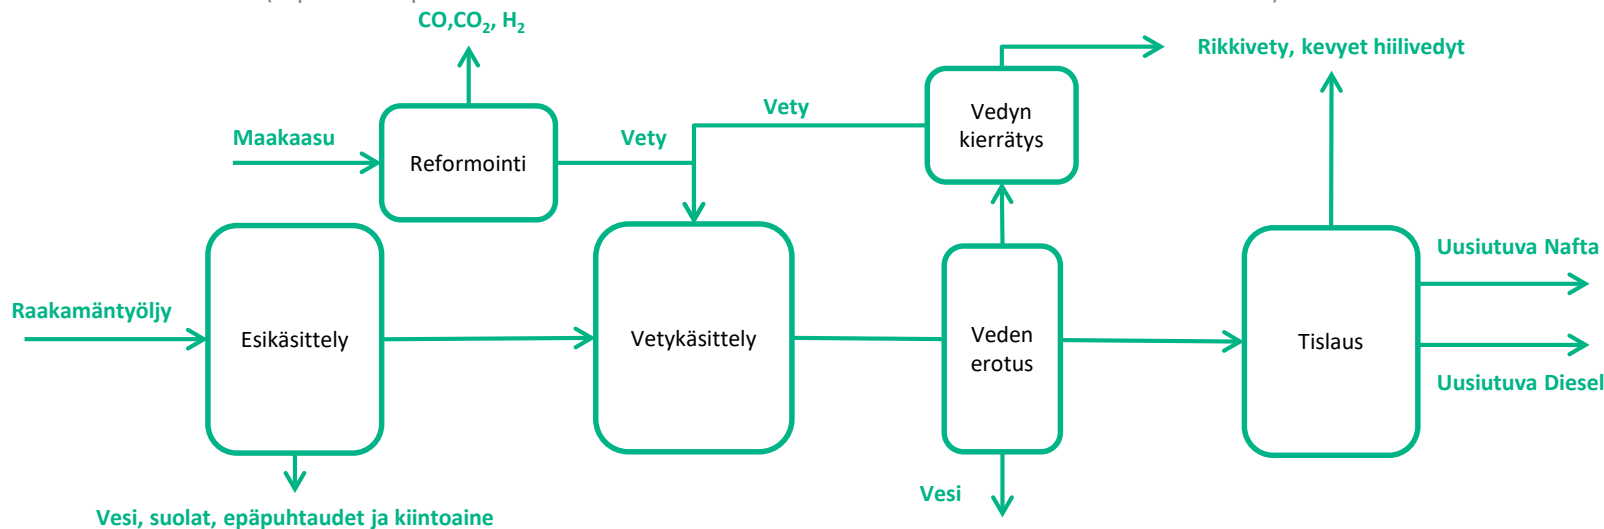 CO,CO₂, H₂
Rikkivety, kevyet hiilivedyt
Vedyn
kierrätys
Vety
Maakaasu
Vety
Reformointi
Uusiutuva Nafta
Raakamäntyöljy
Esikäsittely
Vetykäsittely
Veden
erotus
Tislaus
Uusiutuva Diesel
Vesi
Vesi, suolat, epäpuhtaudet ja kiintoaine